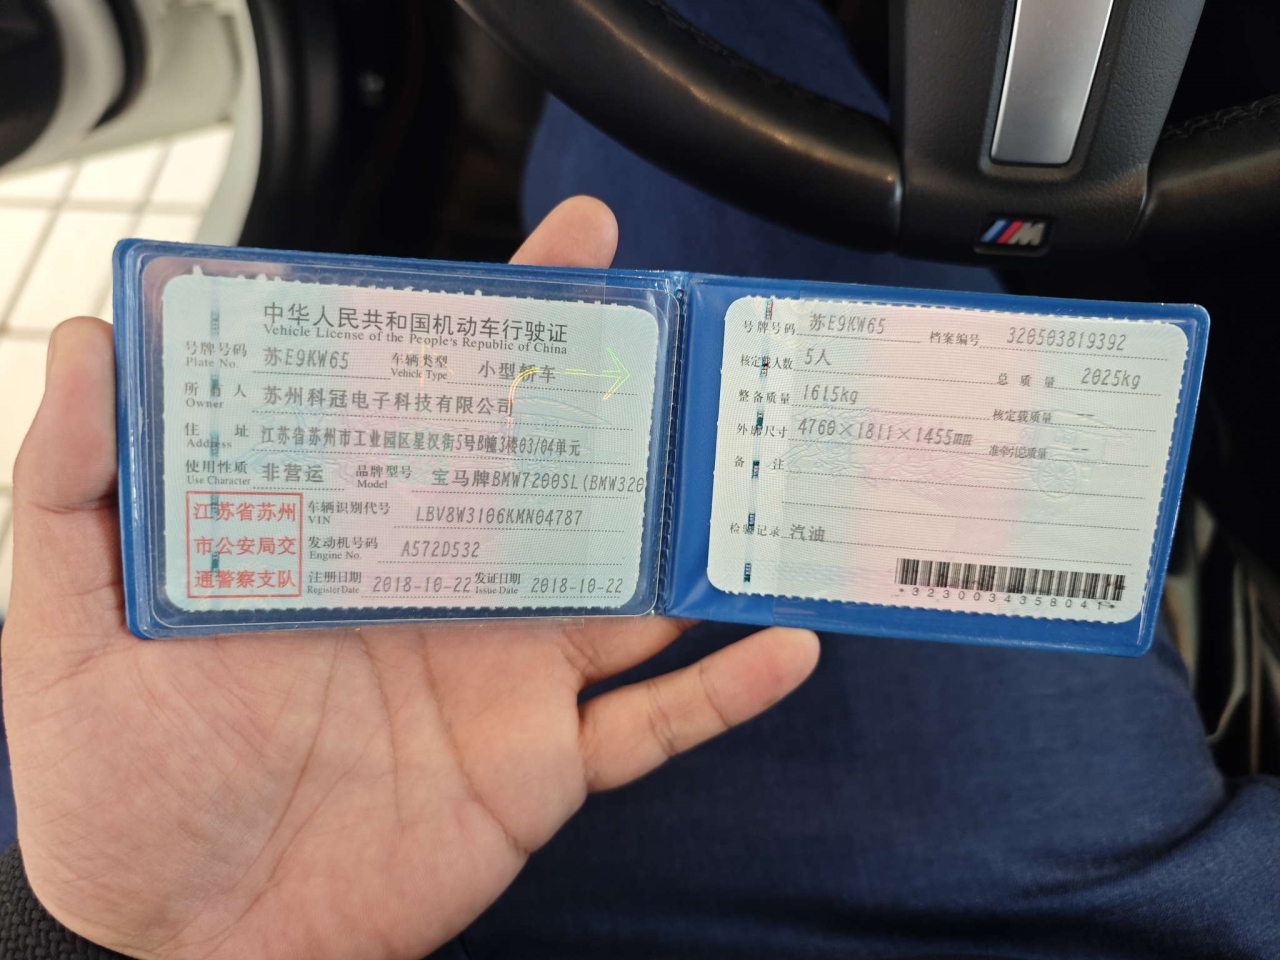 中华人民共和国机动车行驶证
Vehicle License of the People's Republic of China
号牌号码 苏E9KW65 车辆类型 小型轿车
Plate No. Vehicle Type
所有人 苏州科冠电子科技有限公司
Owner
住址 江苏省苏州市工业园区星汉街5号B幢3楼03/04单元
Address
使用性质 非营运 品牌型号 宝马牌BMW7200SL(BMW320
Use Character Model
江苏省苏州
市公安局交
通警察支队
车辆识别代号 LBV8W3106KMN04787
VIN
发动机号码 A572D532
Engine No.
注册日期 2018-10-22 发证日期 2018-10-22
Register Date Issue Date
号牌号码 苏E9KW65 档案编号 320503819392
核定载人数 5人 总质量 2025kg
整备质量 1615kg 核定载质量 --
外廓尺寸 4760×1811×1455mm 准牵引总质量 --
备注
检验记录 汽油
*3230034358041*
M